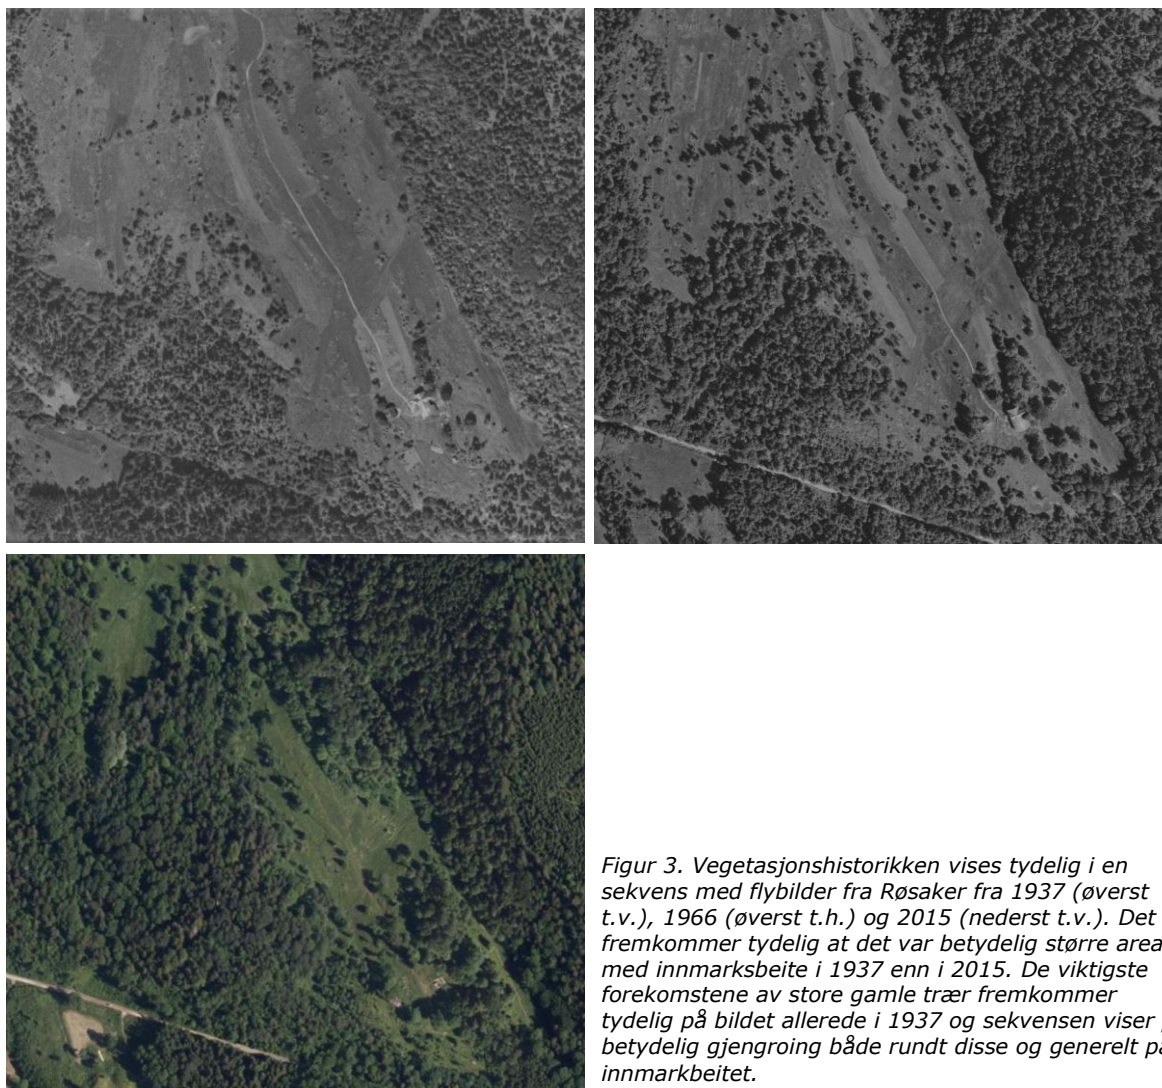 Figur 3. Vegetasjonshistorikken vises tydelig i en
sekvens med flybilder fra Røsaker fra 1937 (øverst
t.v.), 1966 (øverst t.h.) og 2015 (nederst t.v.). Det
fremkommer tydelig at det var betydelig større area
med innmarksbeite i 1937 enn i 2015. De viktigste
forekomstene av store gamle trær fremkommer
tydelig på bildet allerede i 1937 og sekvensen viser
betydelig gjengroing både rundt disse og generelt på
innmarkbeitet.